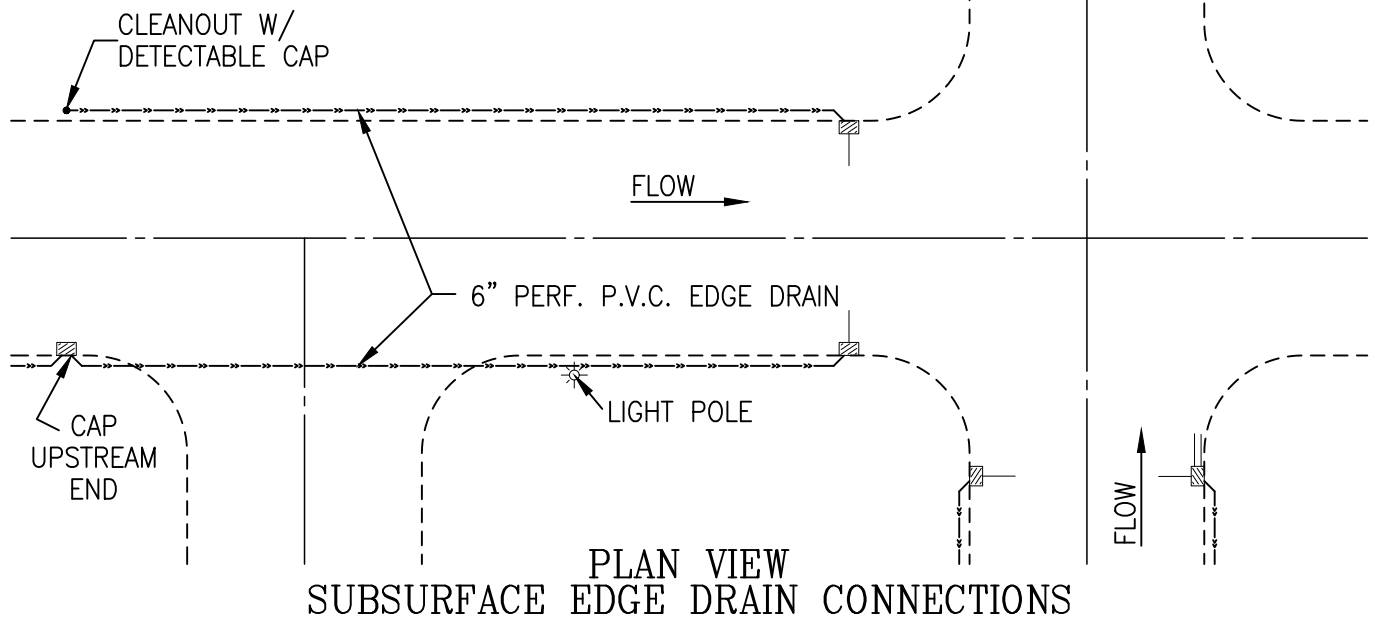 CLEANOUT W/
DETECTABLE CAP
FLOW
6” PERF. P.V.C. EDGE DRAIN
LIGHT POLE
CAP
UPSTREAM
END
FLOW
PLAN VIEW
SUBSURFACE EDGE DRAIN CONNECTIONS